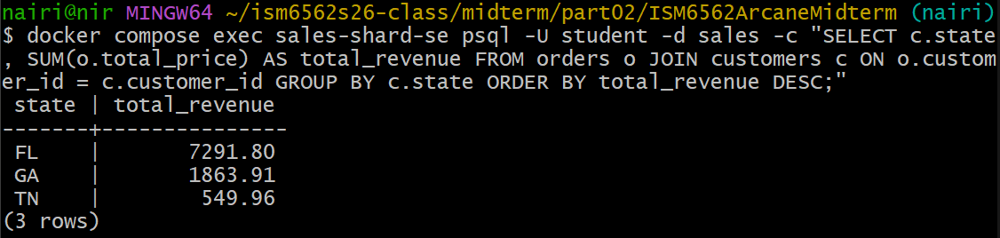 nairi@nir MINGW64 ~/ism6562s26-class/midterm/part02/ISM6562ArcaneMidterm (nairi)
$ docker compose exec sales-shard-se psql -U student -d sales -c "SELECT c.state
, SUM(o.total_price) AS total_revenue FROM orders o JOIN customers c ON o.custom
er_id = c.customer_id GROUP BY c.state ORDER BY total_revenue DESC;"
 state | total_revenue
-------+---------------
 FL    |       7291.80
 GA    |       1863.91
 TN    |        549.96
(3 rows)